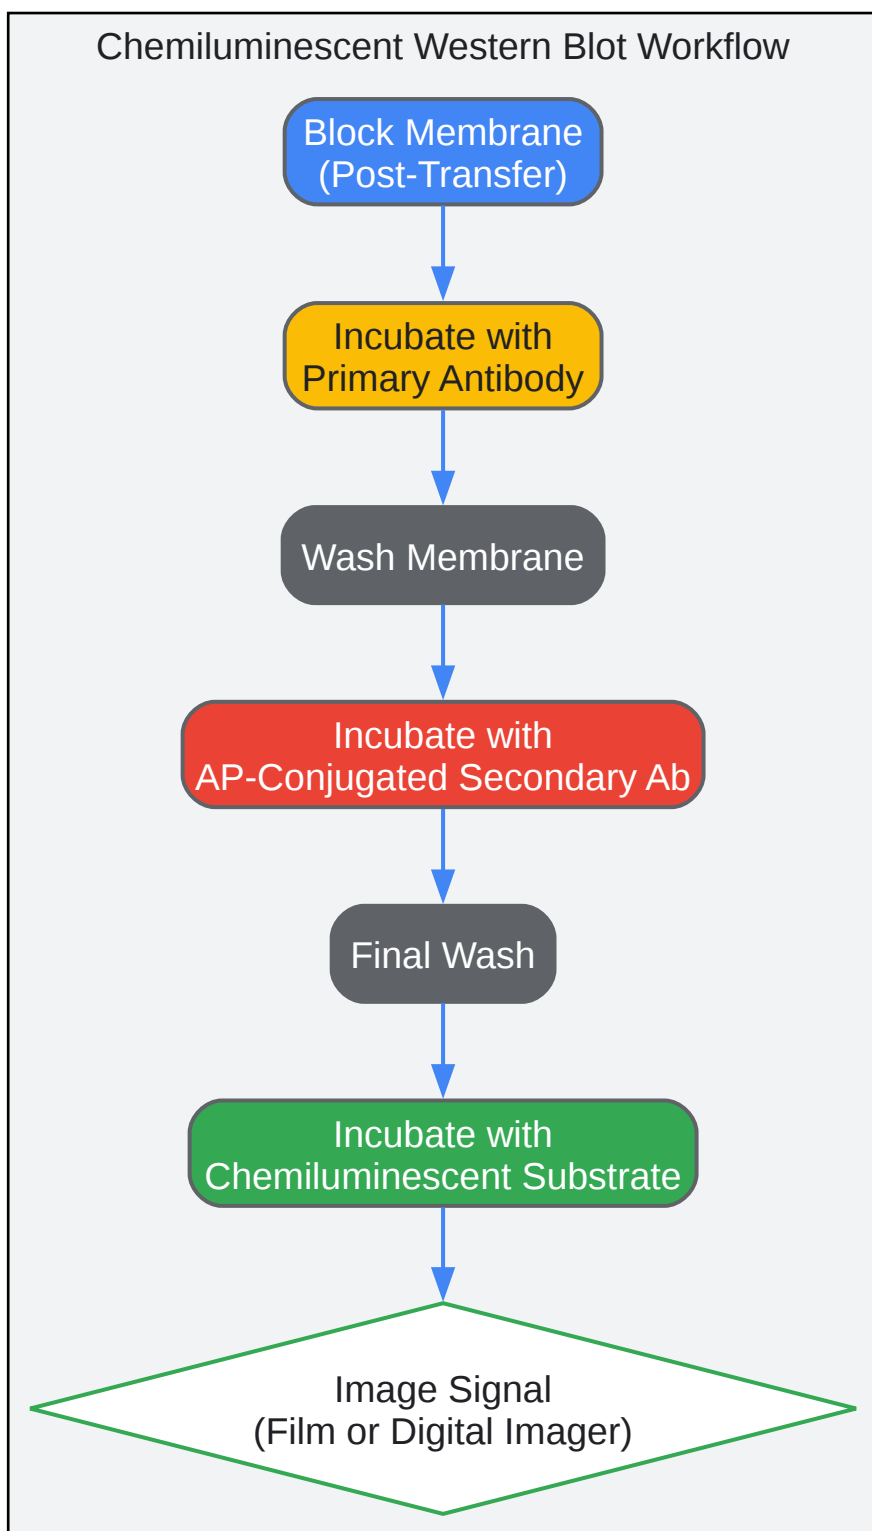 Chemiluminescent Western Blot Workflow
Block Membrane
(Post-Transfer)
Incubate with
Primary Antibody
Wash Membrane
Incubate with
AP-Conjugated Secondary Ab
Final Wash
Incubate with
Chemiluminescent Substrate
Image Signal
(Film or Digital Imager)